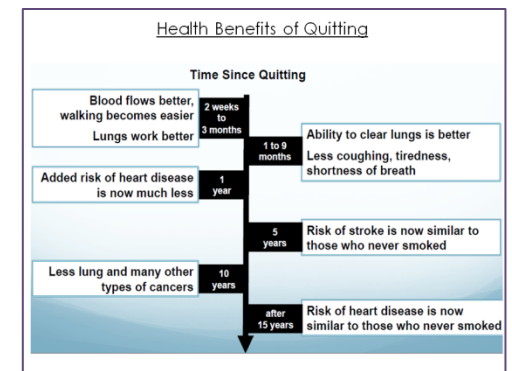 Health Benefits of Quitting
Time Since Quitting
Blood flows better,
walking becomes easier
Lungs work better
2 weeks
to
3 months
1 to 9
months
Ability to clear lungs is better
Less coughing, tiredness,
shortness of breath
Added risk of heart disease
is now much less
1
year
5
years
Risk of stroke is now similar to
those who never smoked
Less lung and many other
types of cancers
10
years
after
15 years
Risk of heart disease is now
similar to those who never smoked